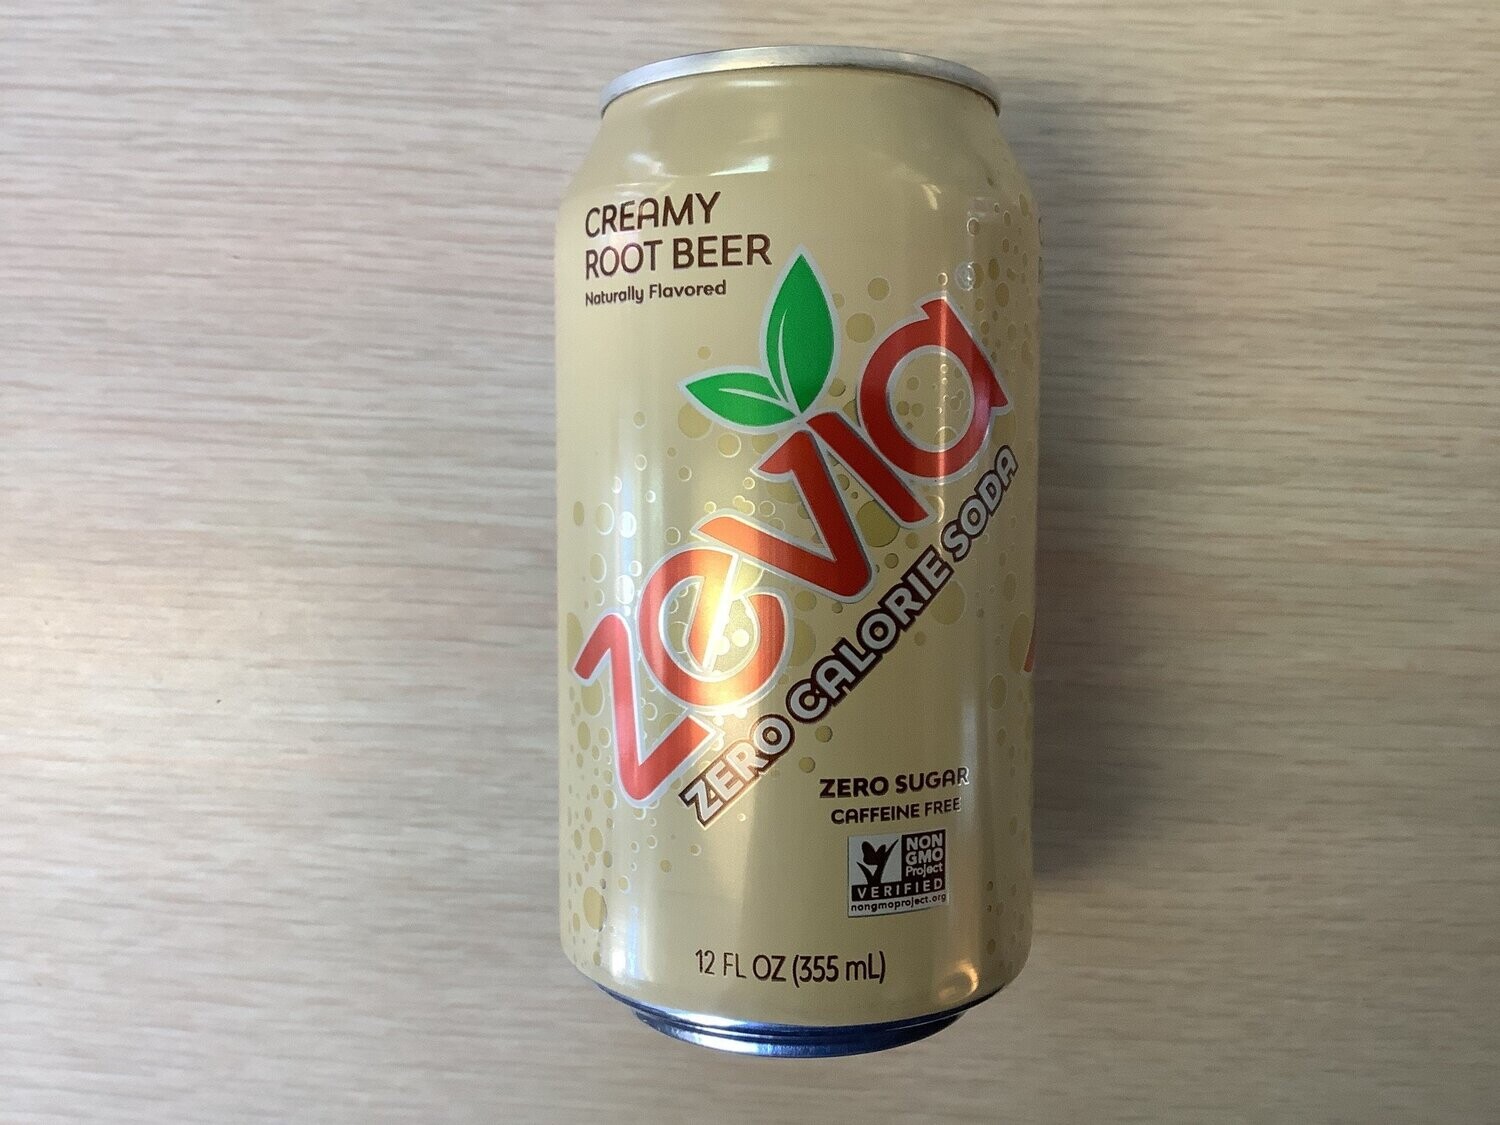 CREAMY
ROOT BEER
Naturally Flavored
zevia®
ZERO CALORIE SODA
ZERO SUGAR
CAFFEINE FREE
NON
GMO
Project
VERIFIED
nongmoproject.org
12 FL OZ (355 mL)